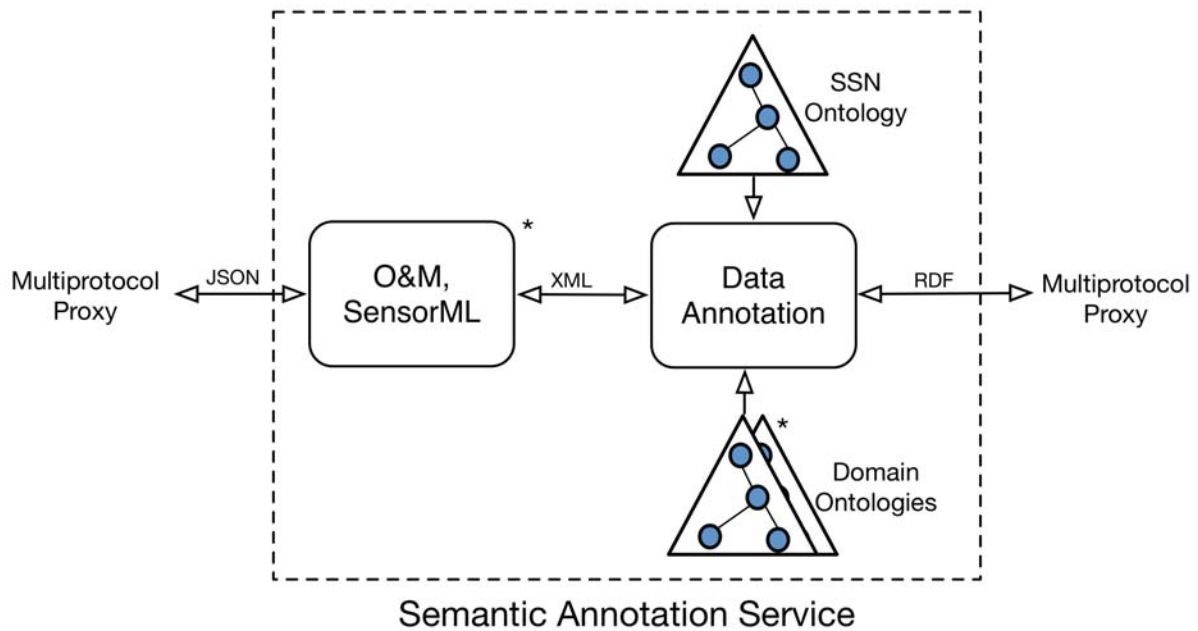 SSN
Ontology
*
O&M,
SensorML
Data
Annotation
Multiprotocol
Proxy
JSON
XML
RDF
Multiprotocol
Proxy
*
Domain
Ontologies
Semantic Annotation Service